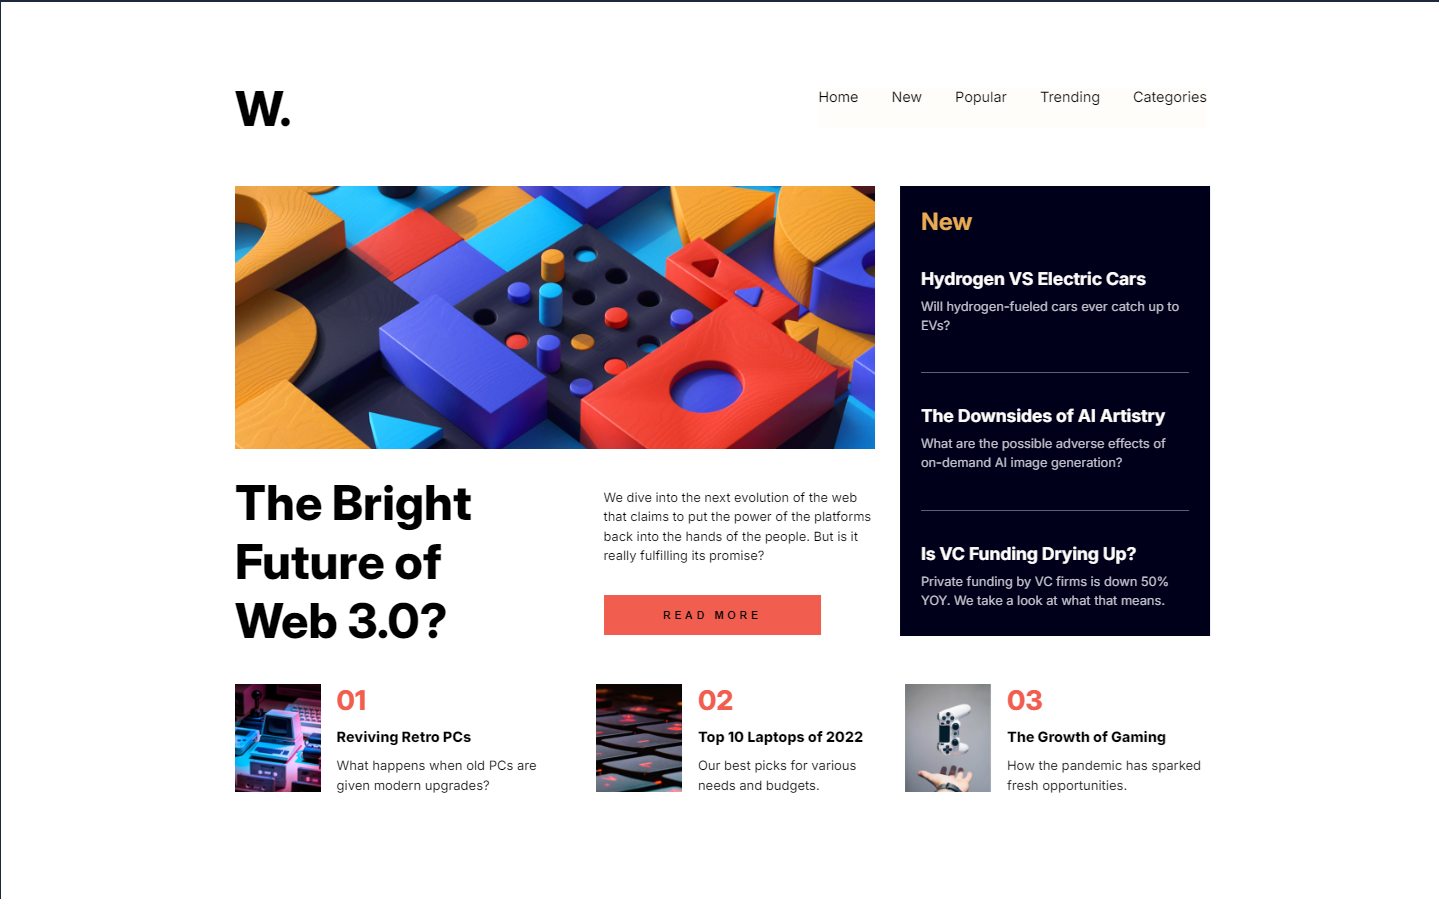 W.
Home New Popular Trending Categories
The Bright
Future of
Web 3.0?
We dive into the next evolution of the web
that claims to put the power of the platforms
back into the hands of the people. But is it
really fulfilling its promise?
READ MORE
New
Hydrogen VS Electric Cars
Will hydrogen-fueled cars ever catch up to
EVs?
The Downsides of AI Artistry
What are the possible adverse effects of
on-demand AI image generation?
Is VC Funding Drying Up?
Private funding by VC firms is down 50%
YOY. We take a look at what that means.
01
Reviving Retro PCs
What happens when old PCs are
given modern upgrades?
02
Top 10 Laptops of 2022
Our best picks for various
needs and budgets.
03
The Growth of Gaming
How the pandemic has sparked
fresh opportunities.